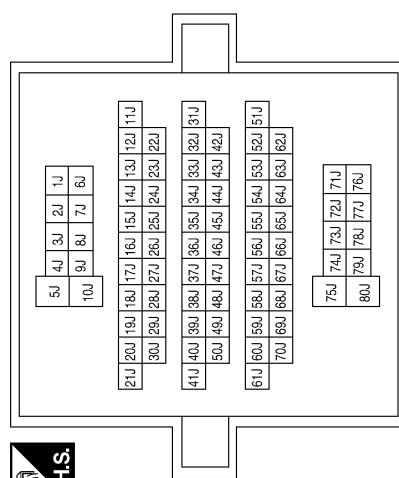 5J 4J 3J 2J 1J
10J 9J 8J 7J 6J
21J 20J 19J 18J 17J 16J 15J 14J 13J 12J 11J
30J 29J 28J 27J 26J 25J 24J 23J 22J
41J 40J 39J 38J 37J 36J 35J 34J 33J 32J 31J
50J 49J 48J 47J 46J 45J 44J 43J 42J
61J 60J 59J 58J 57J 56J 55J 54J 53J 52J 51J
70J 69J 68J 67J 66J 65J 64J 63J 62J
75J 74J 73J 72J 71J
80J 79J 78J 77J 76J
H.S.